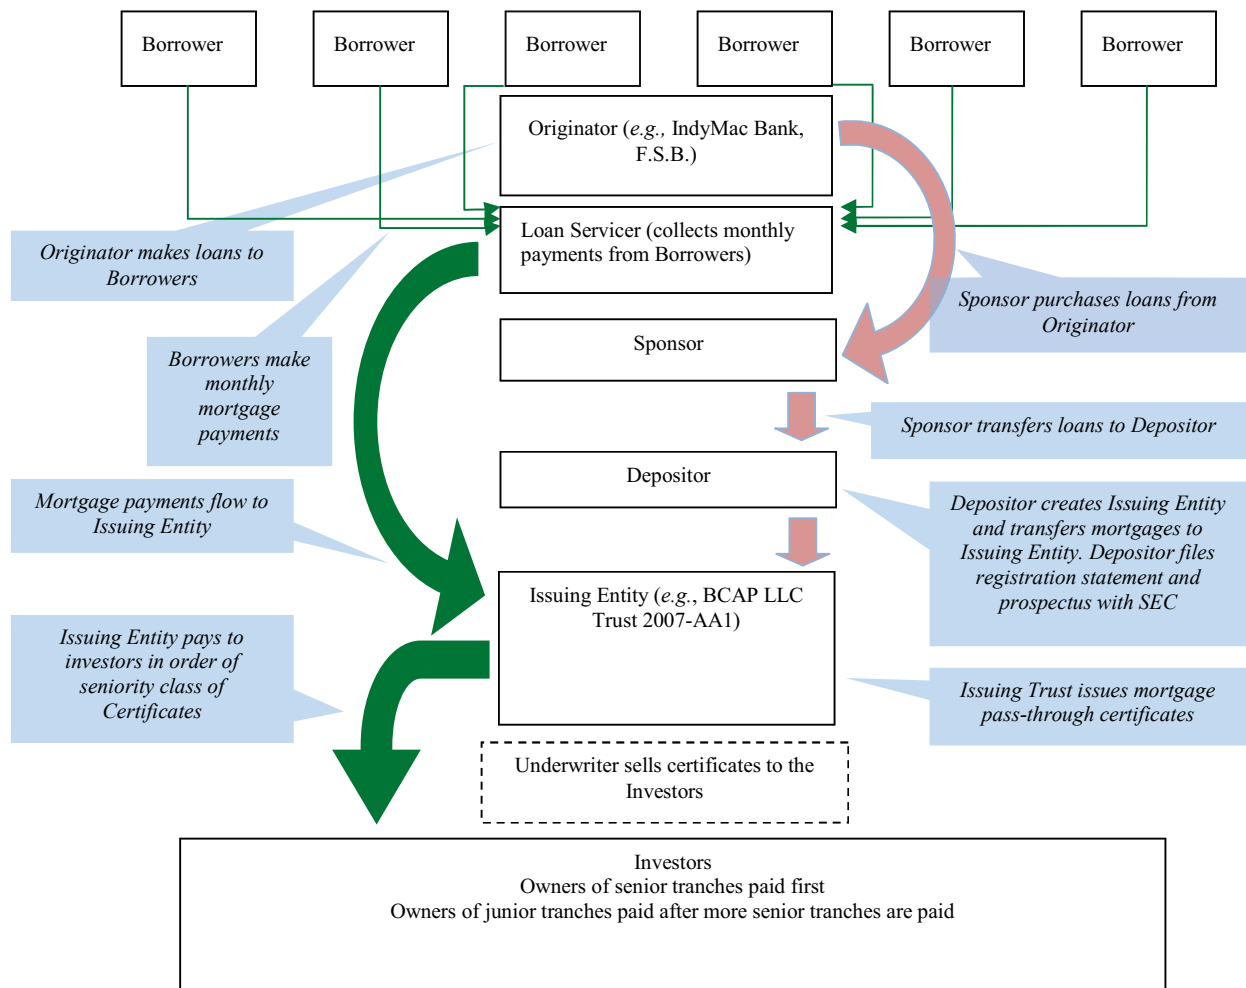 Borrower
Borrower
Borrower
Borrower
Borrower
Borrower
Originator (e.g., IndyMac Bank,
F.S.B.)
Originator makes loans to
Borrowers
Loan Servicer (collects monthly
payments from Borrowers)
Sponsor purchases loans from
Originator
Borrowers make
monthly
mortgage
payments
Sponsor
Sponsor transfers loans to Depositor
Depositor
Mortgage payments flow to
Issuing Entity
Depositor creates Issuing Entity
and transfers mortgages to
Issuing Entity. Depositor files
registration statement and
prospectus with SEC
Issuing Entity (e.g., BCAP LLC
Trust 2007-AA1)
Issuing Entity pays to
investors in order of
seniority class of
Certificates
Issuing Trust issues mortgage
pass-through certificates
Underwriter sells certificates to the
Investors
Investors
Owners of senior tranches paid first
Owners of junior tranches paid after more senior tranches are paid